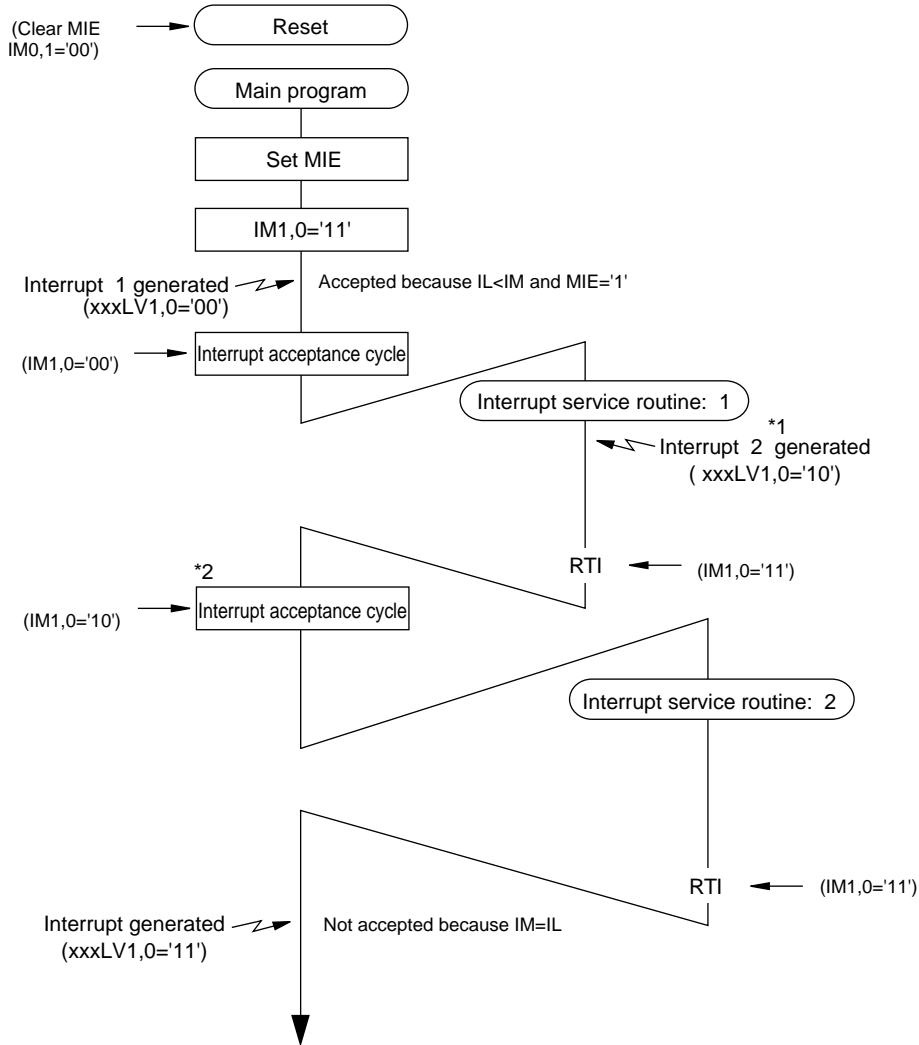 (Clear MIE
IM0,1='00')
Reset
Main program
Set MIE
IM1,0='11'
Interrupt 1 generated
(xxxLV1,0='00')
Accepted because IL<IM and MIE='1'
(IM1,0='00')
Interrupt acceptance cycle
Interrupt service routine: 1
*1
Interrupt 2 generated
( xxxLV1,0='10')
RTI
(IM1,0='11')
*2
(IM1,0='10')
Interrupt acceptance cycle
Interrupt service routine: 2
RTI
(IM1,0='11')
Interrupt generated
(xxxLV1,0='11')
Not accepted because IM=IL